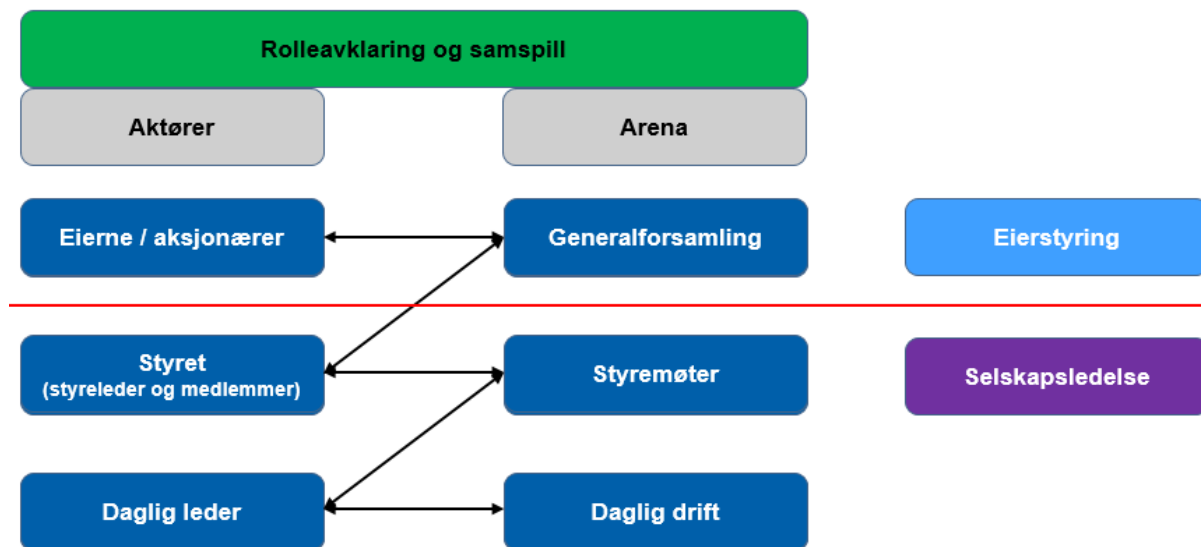 Rolleavklaring og samspill
Aktører
Arena
Eierne / aksjonærer
Generalforsamling
Eierstyring
Styret
(styreleder og medlemmer)
Styremøter
Selskapsledelse
Daglig leder
Daglig drift